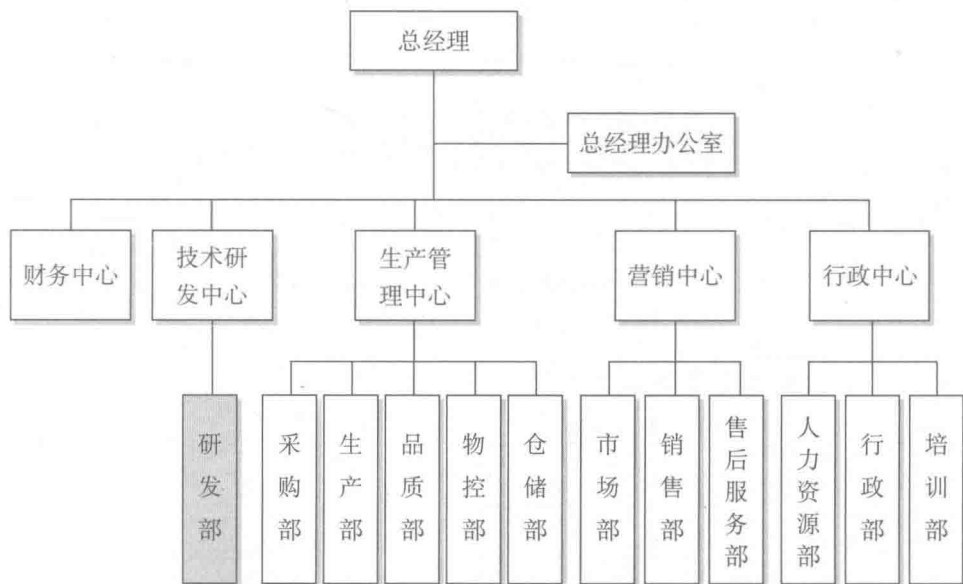 总经理
总经理办公室
财务中心
技术研
发中心
生产管
理中心
营销中心
行政中心
研发部
采购部
生产部
品质部
物控部
仓储部
市场部
销售部
售后服务部
人力资源部
行政部
培训部